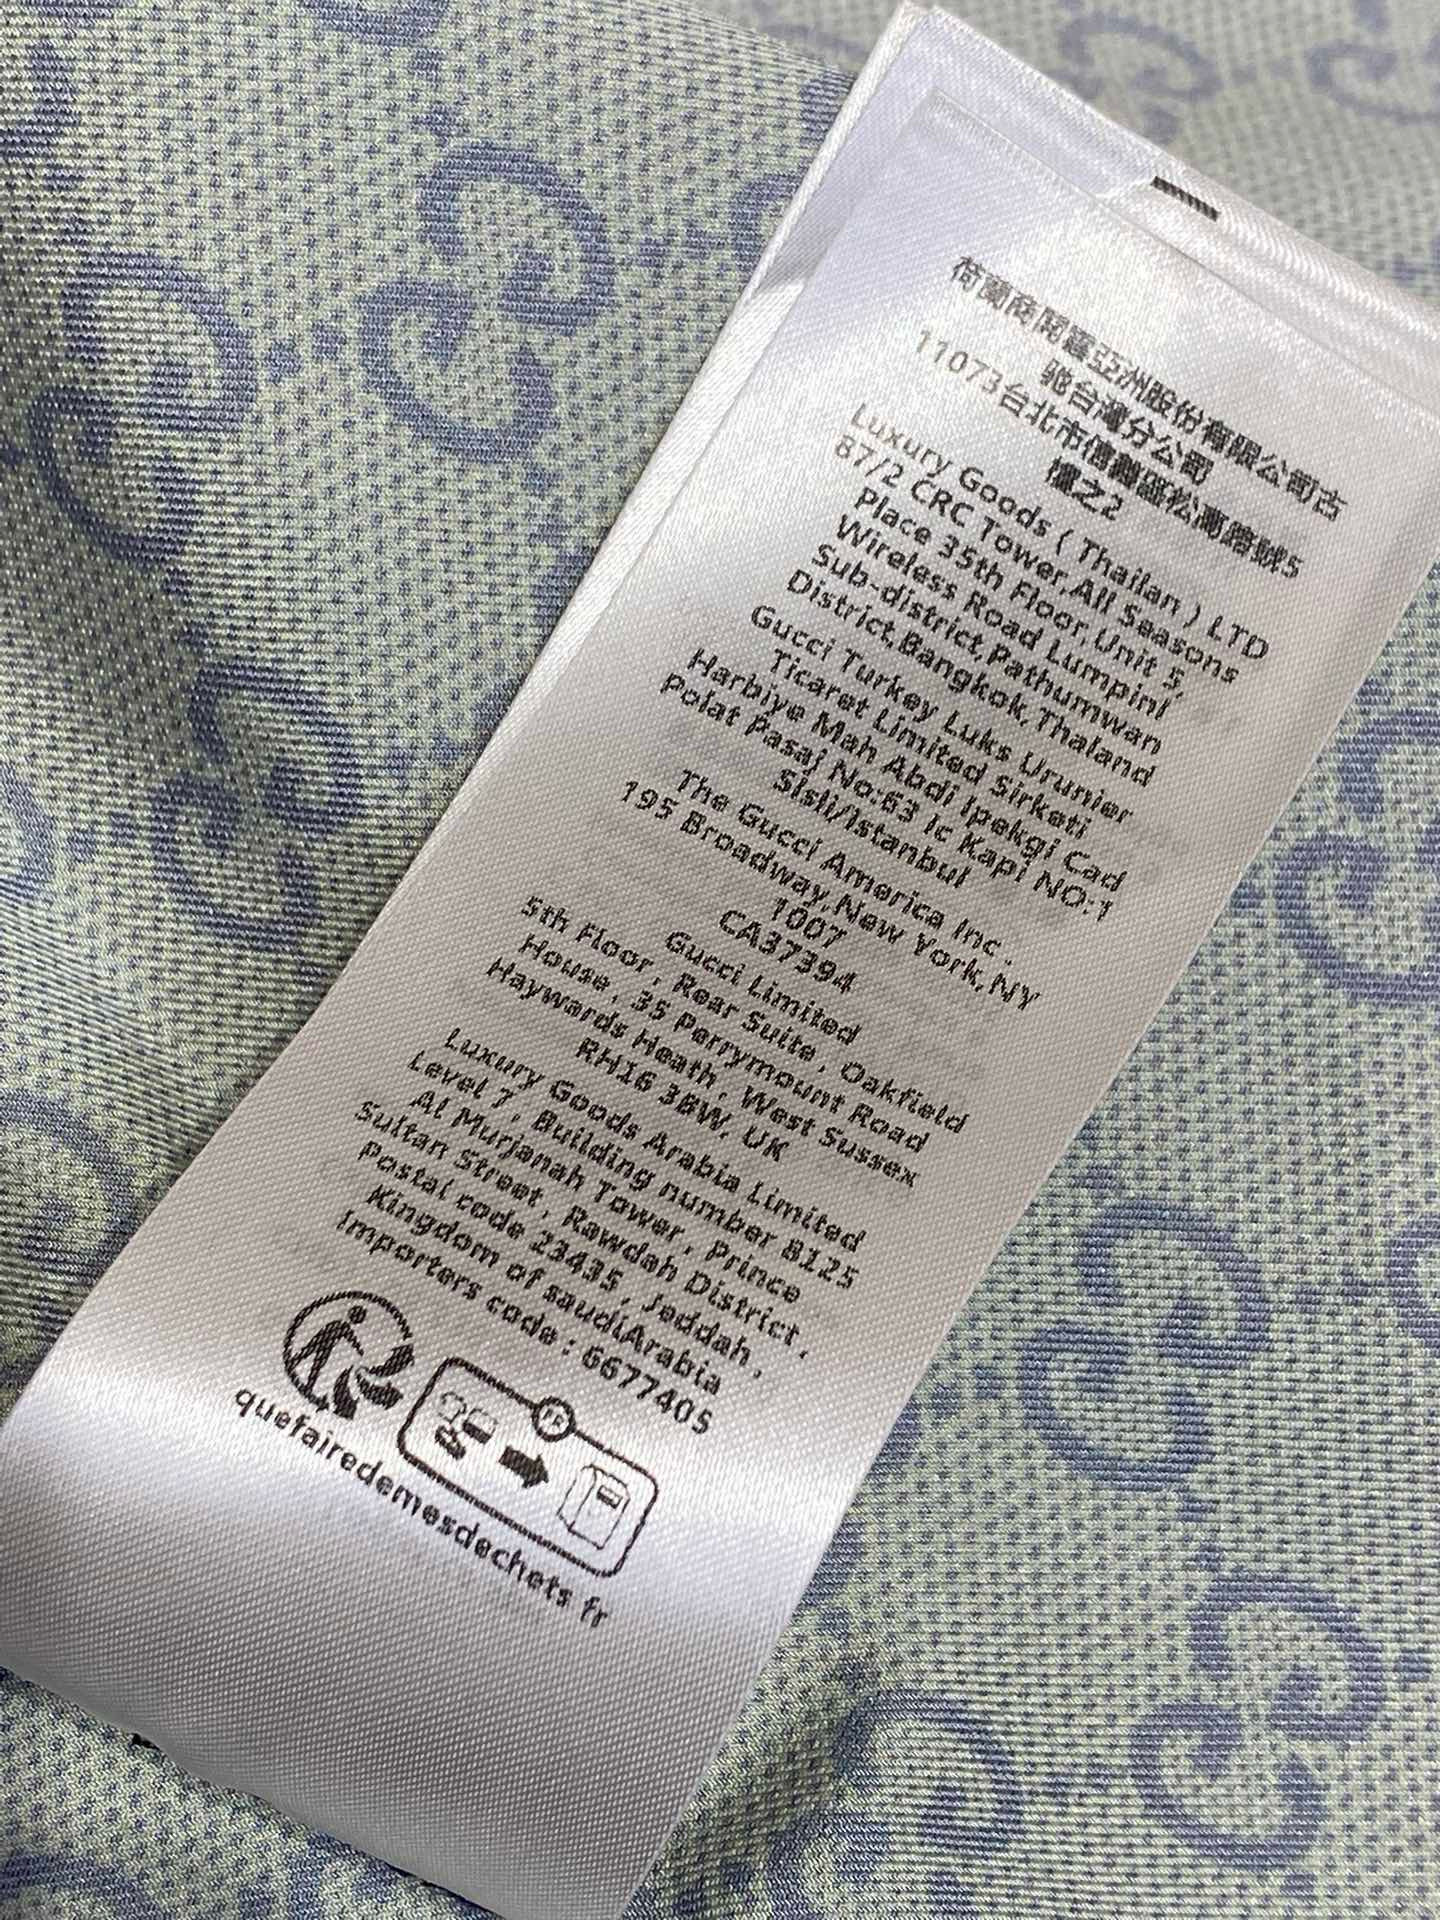 荷蘭商開雲亞洲股份有限公司古
馳台灣分公司
11073台北市信義區松高路號5
樓之2
Luxury Goods ( Thailan ) LTD
87/2 CRC Tower,All Seasons
Place 35th Floor,Unit 5,
Wireless Road Lumpini
Sub-district,Pathumwan
District,Bangkok,Thaland
Gucci Turkey Luks Urunier
Ticaret Limited Sirketi
Harbiye Mah Abdi Ipekgi Cad
Polat Pasaj No:63 Ic Kapi NO:1
Sisli/Istanbul
The Gucci America Inc .
195 Broadway,New York,NY
1007
CA37394
Gucci Limited
5th Floor , Rear Suite , Oakfield
House , 35 Perrymount Road
Haywards Heath , West Sussex
RH16 3BW, UK
Luxury Goods Arabia Limited
Level 7 , Building number 8125
Al Murjanah Tower , Prince
Sultan Street , Rawdah District ,
Postal code 23435 , Jeddah ,
Kingdom of saudiArabia
Importers code : 6677405
FR
quefairedemesdechets fr